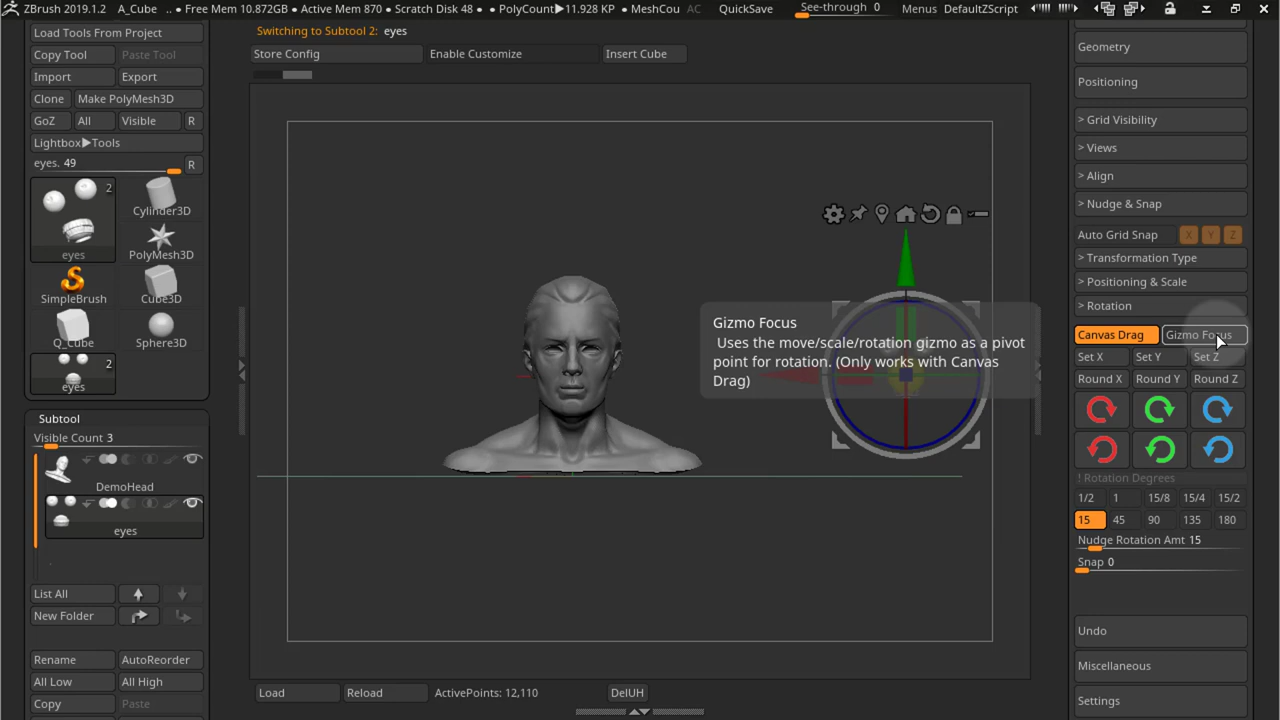 ZBrush 2019.1.2 A_Cube .. • Free Mem 10.872GB • Active Mem 870 • Scratch Disk 48 • • PolyCount▶11.928 KP • MeshCou AC QuickSave See-through 0 Menus DefaultZScript
Load Tools From Project
Copy Tool Paste Tool
Import Export
Clone Make PolyMesh3D
GoZ All Visible R
Lightbox▶Tools
eyes. 49 R
2
Cylinder3D
eyes PolyMesh3D
SimpleBrush Cube3D
Q_Cube Sphere3D
2
eyes
Subtool
Visible Count 3
DemoHead
eyes
List All
New Folder
Rename AutoReorder
All Low All High
Copy Paste
Switching to Subtool 2: eyes
Store Config Enable Customize Insert Cube
Gizmo Focus
Uses the move/scale/rotation gizmo as a pivot
point for rotation. (Only works with Canvas
Drag)
Load Reload ActivePoints: 12,110 DelUH
Geometry
Positioning
> Grid Visibility
> Views
> Align
> Nudge & Snap
Auto Grid Snap X Y Z
> Transformation Type
> Positioning & Scale
> Rotation
Canvas Drag Gizmo Focus
Set X Set Y Set Z
Round X Round Y Round Z
! Rotation Degrees
1/2 1 15/8 15/4 15/2
15 45 90 135 180
Nudge Rotation Amt 15
Snap 0
Undo
Miscellaneous
Settings